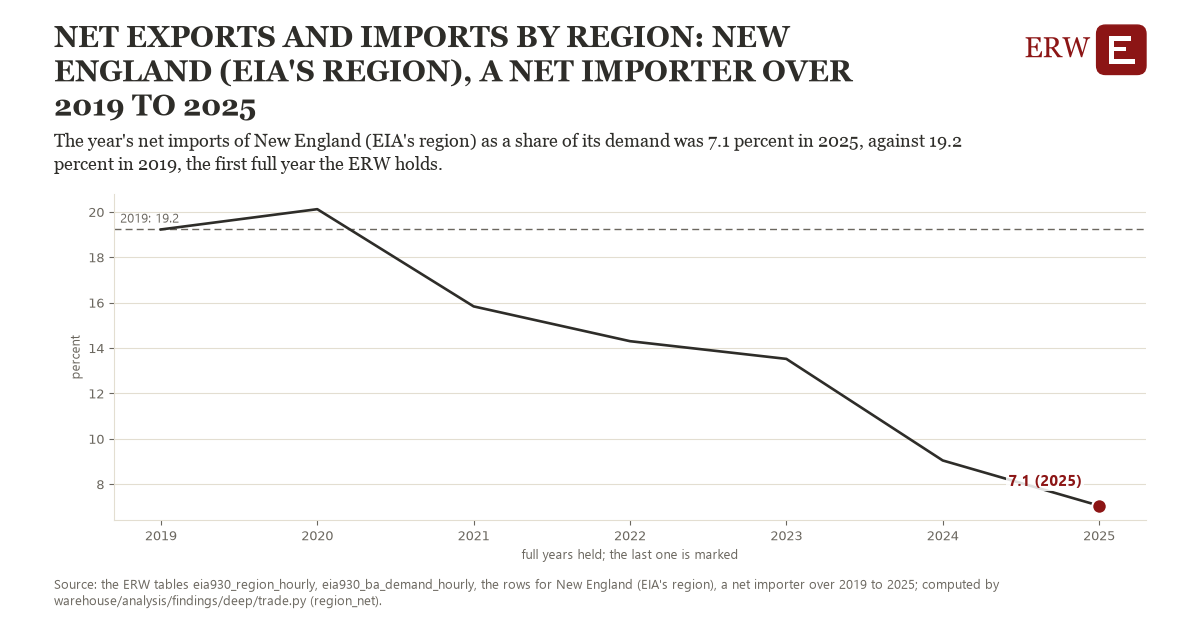 NET EXPORTS AND IMPORTS BY REGION: NEW
ENGLAND (EIA'S REGION), A NET IMPORTER OVER
2019 TO 2025
ERW E
The year's net imports of New England (EIA's region) as a share of its demand was 7.1 percent in 2025, against 19.2
percent in 2019, the first full year the ERW holds.
20
18
16
14
12
10
8
percent
2019: 19.2
7.1 (2025)
2019 2020 2021 2022 2023 2024 2025
full years held; the last one is marked
Source: the ERW tables eia930_region_hourly, eia930_ba_demand_hourly, the rows for New England (EIA's region), a net importer over 2019 to 2025; computed by
warehouse/analysis/findings/deep/trade.py (region_net).